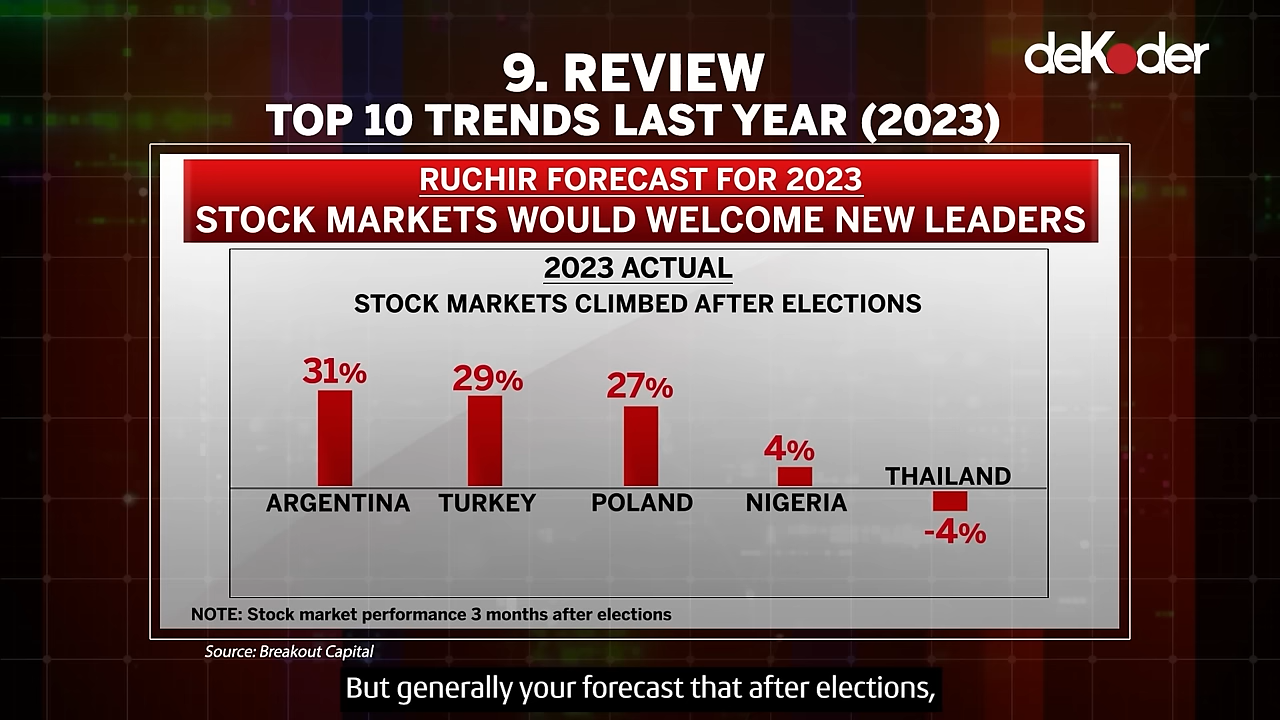 deKoder
9. REVIEW
TOP 10 TRENDS LAST YEAR (2023)
RUCHIR FORECAST FOR 2023
STOCK MARKETS WOULD WELCOME NEW LEADERS
2023 ACTUAL
STOCK MARKETS CLIMBED AFTER ELECTIONS
31% 29% 27% 4%
THAILAND
ARGENTINA TURKEY POLAND NIGERIA
-4%
NOTE: Stock market performance 3 months after elections
Source: Breakout Capital
But generally your forecast that after elections,